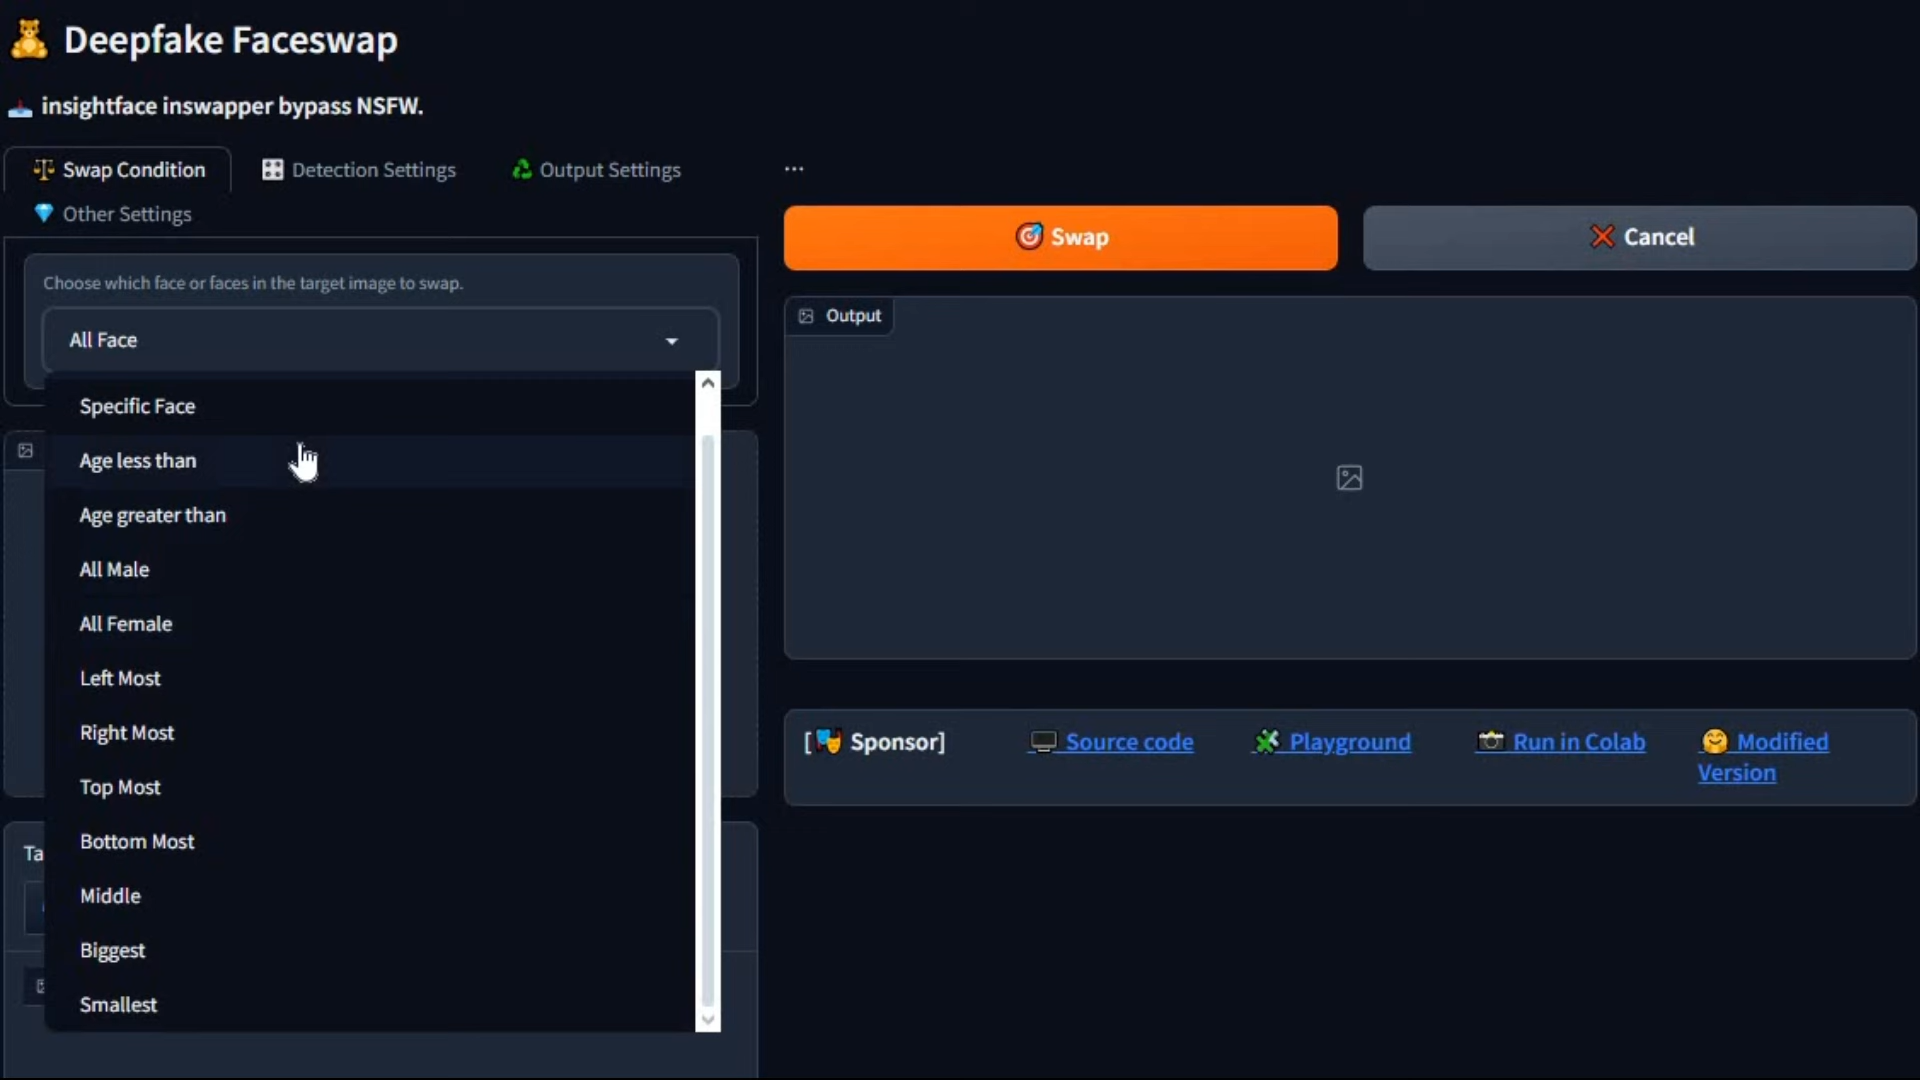 Deepfake Faceswap
insightface inswapper bypass NSFW.
Swap Condition
Detection Settings
Output Settings
...
Other Settings
Swap
Cancel
Choose which face or faces in the target image to swap.
All Face
Output
Specific Face
Age less than
Age greater than
All Male
All Female
Left Most
Right Most
Top Most
Bottom Most
Middle
Biggest
Smallest
Ta
[ Sponsor]
Source code
Playground
Run in Colab
Modified
Version